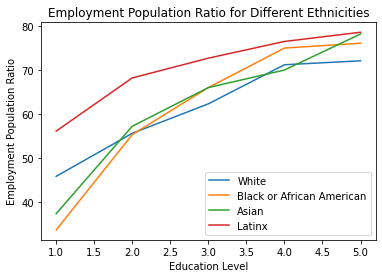 Employment Population Ratio for Different Ethnicities
Employment Population Ratio
80
70
60
50
40
White
Black or African American
Asian
Latinx
1.0 1.5 2.0 2.5 3.0 3.5 4.0 4.5 5.0
Education Level